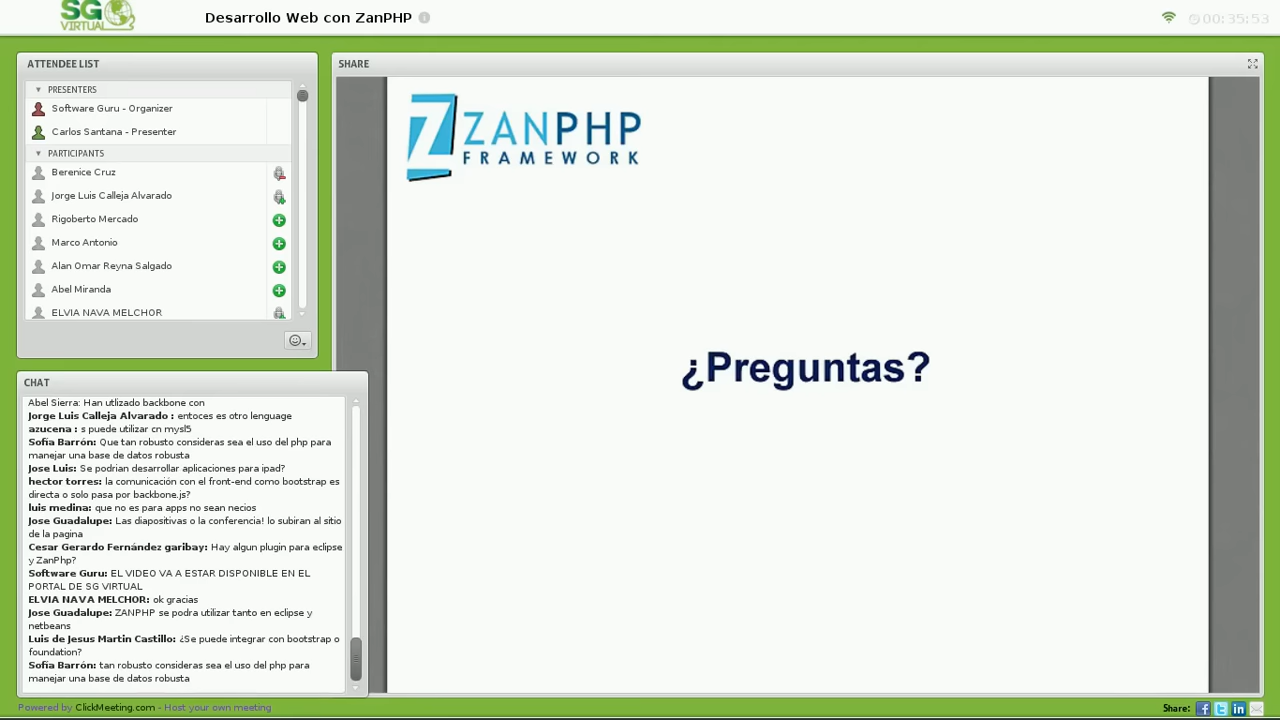 SG
VIRTUAL
Desarrollo Web con ZanPHP
00:35:53
ATTENDEE LIST
PRESENTERS
Software Guru - Organizer
Carlos Santana - Presenter
PARTICIPANTS
Berenice Cruz
Jorge Luis Calleja Alvarado
Rigoberto Mercado
Marco Antonio
Alan Omar Reyna Salgado
Abel Miranda
ELVIA NAVA MELCHOR
CHAT
Abel Sierra: Han utlizado backbone con
Jorge Luis Calleja Alvarado : entoces es otro lenguage
azucena : s puede utilizar cn mysl5
Sofía Barrón: Que tan robusto consideras sea el uso del php para
manejar una base de datos robusta
Jose Luis: Se podrian desarrollar aplicaciones para ipad?
hector torres: la comunicación con el front-end como bootstrap es
directa o solo pasa por backbone.js?
luis medina: que no es para apps no sean necios
Jose Guadalupe: Las diapositivas o la conferencia! lo subiran al sitio
de la pagina
Cesar Gerardo Fernández garibay: Hay algun plugin para eclipse
y ZanPhp?
Software Guru: EL VIDEO VA A ESTAR DISPONIBLE EN EL
PORTAL DE SG VIRTUAL
ELVIA NAVA MELCHOR: ok gracias
Jose Guadalupe: ZANPHP se podra utilizar tanto en eclipse y
netbeans
Luis de Jesus Martin Castillo: ¿Se puede integrar con bootstrap o
foundation?
Sofía Barrón: tan robusto consideras sea el uso del php para
manejar una base de datos robusta
SHARE
Z ZANPHP
FRAMEWORK
¿Preguntas?
Powered by ClickMeeting.com - Host your own meeting
Share: